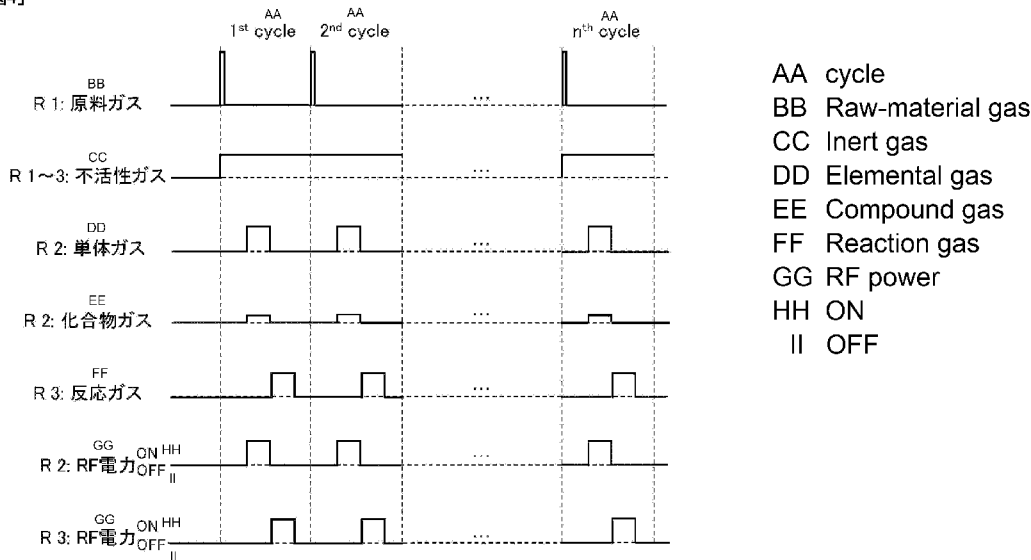 AA AA AA
1st cycle 2nd cycle nth cycle
BB
R 1: 原料ガス ...
CC
R 1～3: 不活性ガス ...
DD
R 2: 単体ガス ...
EE
R 2: 化合物ガス ...
FF
R 3: 反応ガス ...
GG
R 2: RF電力 ON HH
OFF II ...
GG
R 3: RF電力 ON HH
OFF II ...
AA cycle
BB Raw-material gas
CC Inert gas
DD Elemental gas
EE Compound gas
FF Reaction gas
GG RF power
HH ON
II OFF